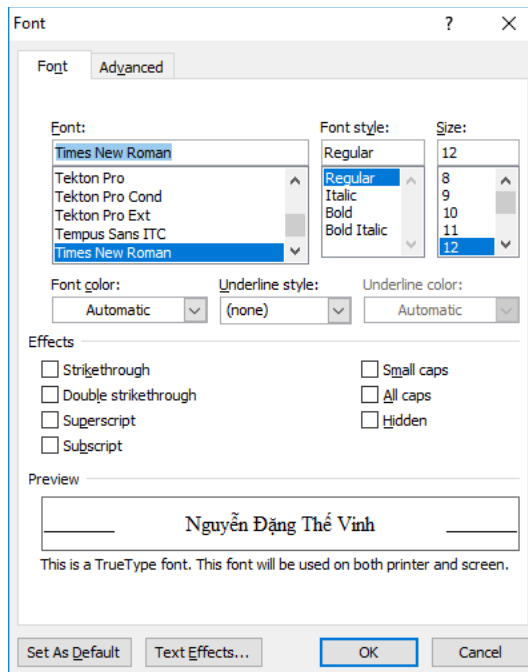 Font ?
Font Advanced
Font: Font style: Size:
Times New Roman Regular 12
Tekton Pro Regular 8
Tekton Pro Cond Italic 9
Tekton Pro Ext Bold 10
Tempus Sans ITC Bold Italic 11
Times New Roman 12
Font color: Underline style: Underline color:
Automatic (none) Automatic
Effects
Strikethrough Small caps
Double strikethrough All caps
Superscript Hidden
Subscript
Preview
Nguyễn Đặng Thế Vinh
This is a TrueType font. This font will be used on both printer and screen.
Set As Default Text Effects... OK Cancel